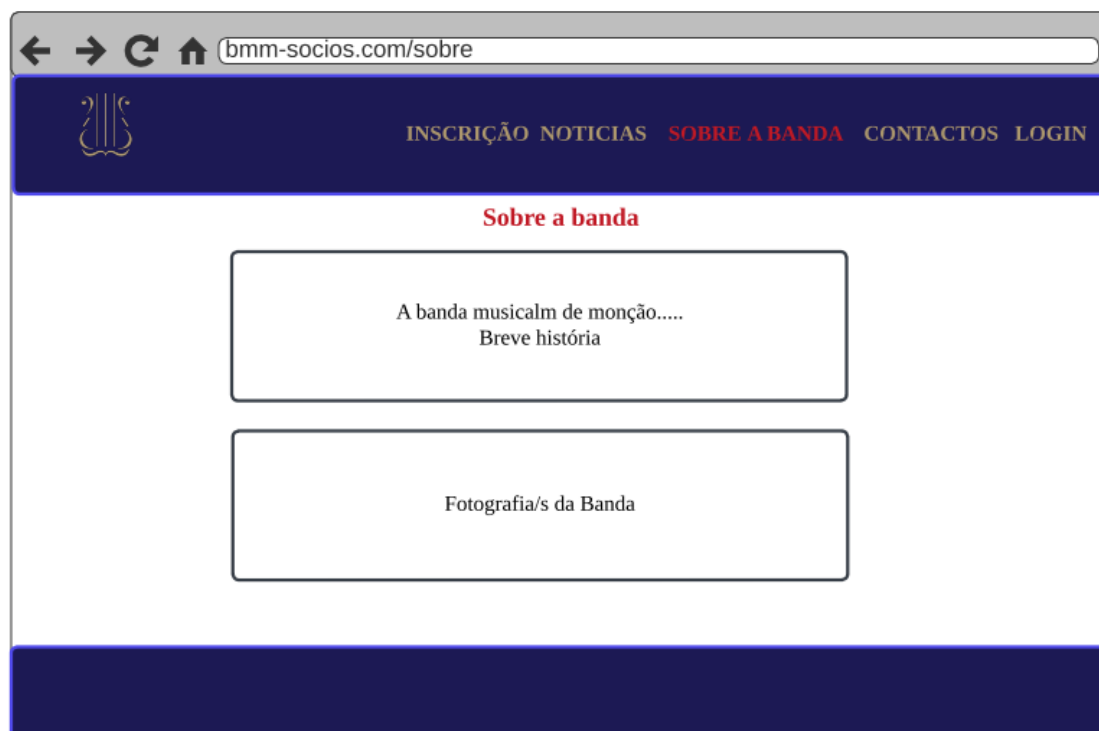 bmm-socios.com/sobre
INSCRIÇÃO NOTICIAS SOBRE A BANDA CONTACTOS LOGIN
Sobre a banda
A banda musicalm de monção.....
Breve história
Fotografia/s da Banda